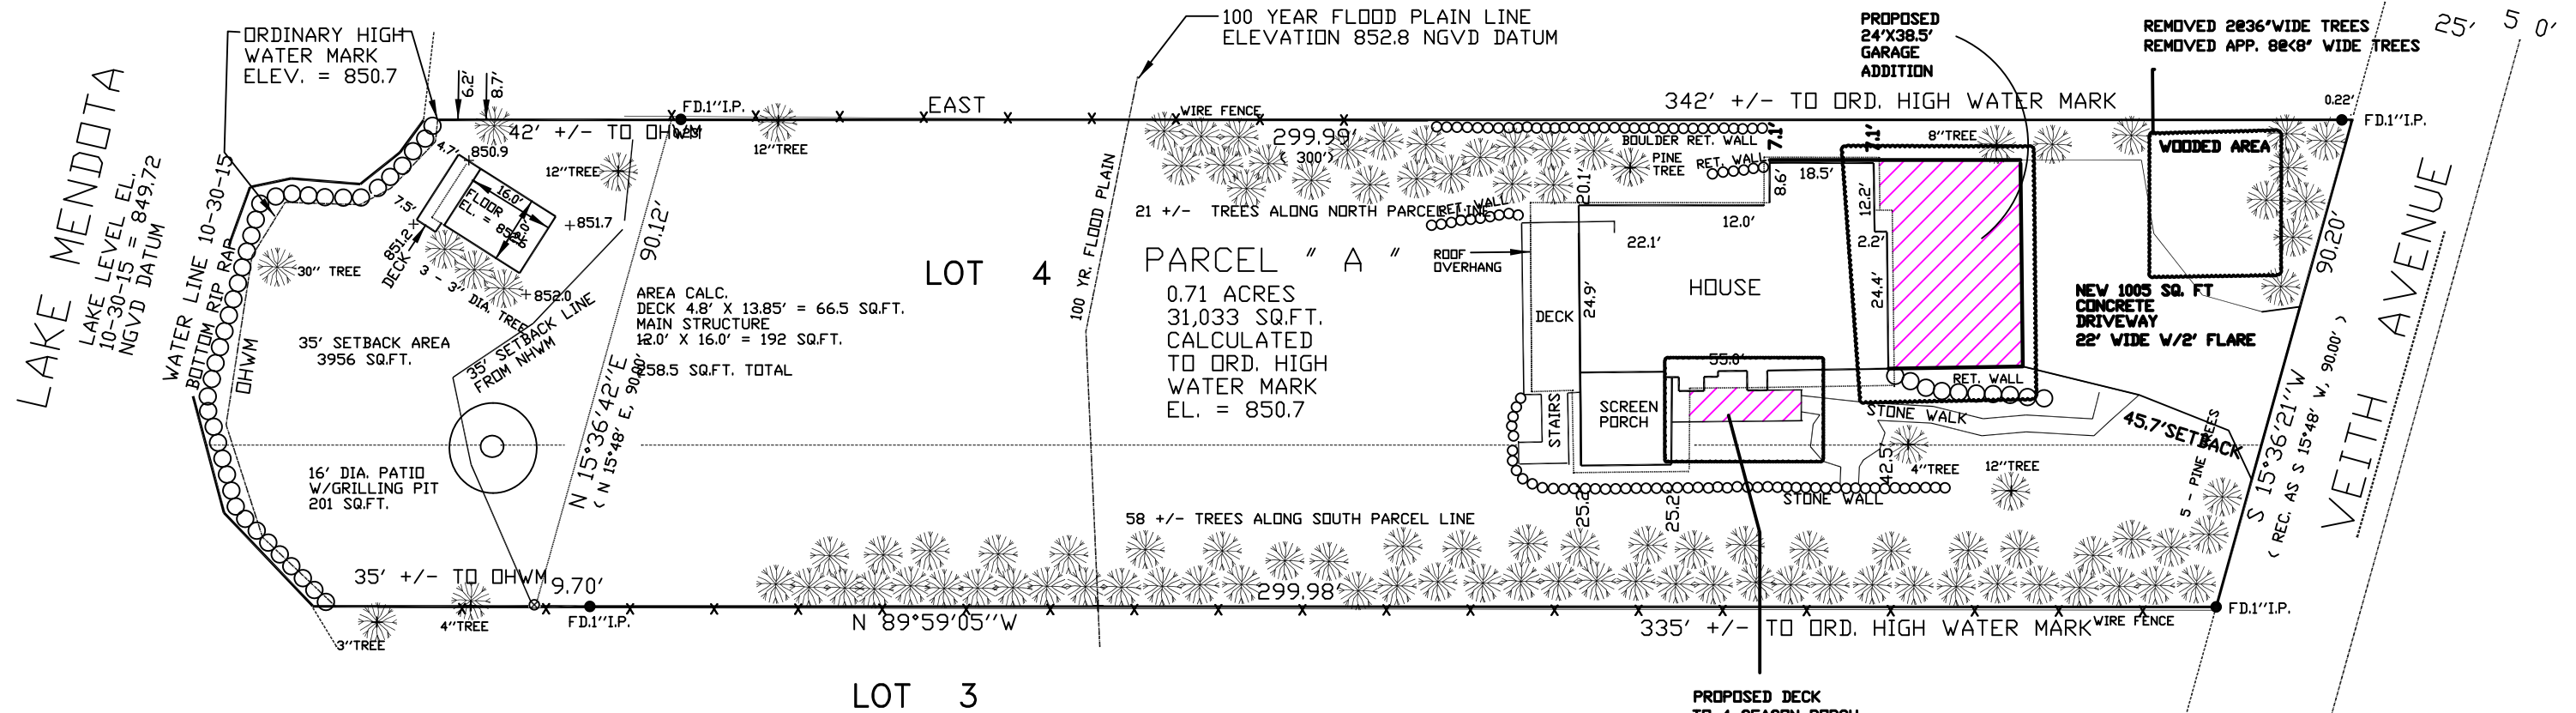 LAKE MENDOTA
LAKE LEVEL EL.
10-30-15 = 849.72
NGVD DATUM
WATER LINE 10-30-15
BOTTOM RIP RAP
OHWM
ORDINARY HIGH
WATER MARK
ELEV. = 850.7
6.2'
8.7'
42' +/- TO OHWM
FD.1"I.P.
12"TREE
12"TREE
4.7'
850.9
7.5'
16.0'
FLOOR
851.2
DECK
+851.7
+852.0
3 - 3" DIA. TREE
30" TREE
35' SETBACK AREA
3956 SQ.FT.
35' SETBACK LINE
FROM NHWM
16' DIA. PATIO
W/GRILLING PIT
201 SQ.FT.
90.12'
N 15°36'42"E
( N 15°48' E, 90.00'
AREA CALC.
DECK 4.8' X 13.85' = 66.5 SQ.FT.
MAIN STRUCTURE
12.0' X 16.0' = 192 SQ.FT.
258.5 SQ.FT. TOTAL
35' +/- TO OHWM
9.70'
3"TREE
4"TREE
FD.1"I.P.
EAST
LOT 4
100 YR. FLOOD PLAIN
100 YEAR FLOOD PLAIN LINE
ELEVATION 852.8 NGVD DATUM
WIRE FENCE
299.99'
( 300')
21 +/- TREES ALONG NORTH PARCEL LINE
RET. WALL
PARCEL " A "
0.71 ACRES
31,033 SQ.FT.
CALCULATED
TO ORD. HIGH
WATER MARK
EL. = 850.7
58 +/- TREES ALONG SOUTH PARCEL LINE
299.98'
N 89°59'05"W
LOT 3
342' +/- TO ORD. HIGH WATER MARK
BOULDER RET. WALL
PINE
TREE
RET. WALL
7.1'
7.1'
8.6'
18.5'
20.1'
12.0'
22.1'
12.2'
2.2'
24.4'
24.9'
ROOF
OVERHANG
DECK
HOUSE
STAIRS
SCREEN
PORCH
55.0'
25.2'
25.2'
42.5'
STONE WALK
STONE WALL
RET. WALL
4"TREE
12"TREE
8"TREE
PROPOSED
24'X38.5'
GARAGE
ADDITION
REMOVED 2@36"WIDE TREES
REMOVED APP. 8@<8" WIDE TREES
WOODED AREA
NEW 1005 SQ. FT
CONCRETE
DRIVEWAY
22' WIDE W/2' FLARE
45.7'SETBACK
5 - PINE TREES
0.22'
FD.1"I.P.
90.20'
S 15°36'21"W
( REC. AS S 15°48' W, 90.00' )
VEITH AVENUE
25'
50'
335' +/- TO ORD. HIGH WATER MARK
WIRE FENCE
FD.1"I.P.
PROPOSED DECK